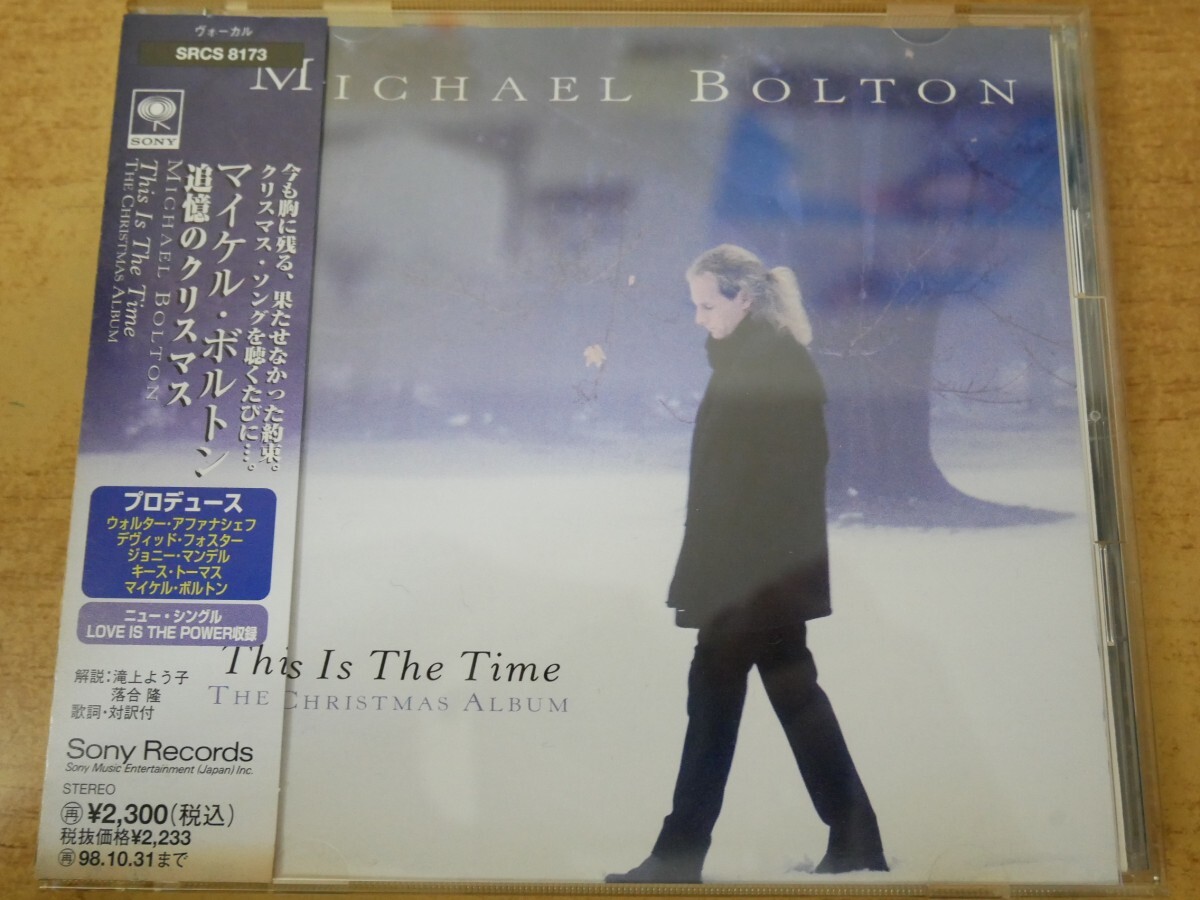 ヴォーカル
SRCS 8173
SONY
今も胸に残る、果たせなかった約束。
クリスマス・ソングを聴くたびに…。
マイケル・ボルトン
追憶のクリスマス
MICHAEL BOLTON
This Is The Time
THE CHRISTMAS ALBUM
プロデュース
ウォルター・アファナシェフ
デヴィッド・フォスター
ジョニー・マンデル
キース・トーマス
マイケル・ボルトン
ニュー・シングル
LOVE IS THE POWER収録
解説:滝上よう子
落合 隆
歌詞・対訳付
Sony Records
Sony Music Entertainment (Japan) Inc.
STEREO
再 ¥2,300(税込)
税抜価格¥2,233
再 98.10.31まで
MICHAEL BOLTON
This Is The Time
THE CHRISTMAS ALBUM